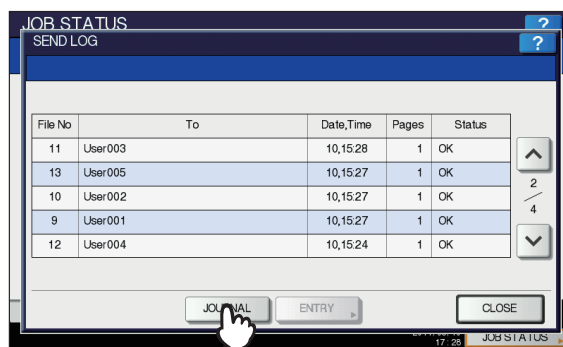 JOB STATUS ?
SEND LOG ?
File No To Date,Time Pages Status
11 User003 10,15:28 1 OK
13 User005 10,15:27 1 OK
10 User002 10,15:27 1 OK
9 User001 10,15:27 1 OK
12 User004 10,15:24 1 OK
2
4
ENTRY CLOSE
17:28 JOB STATUS